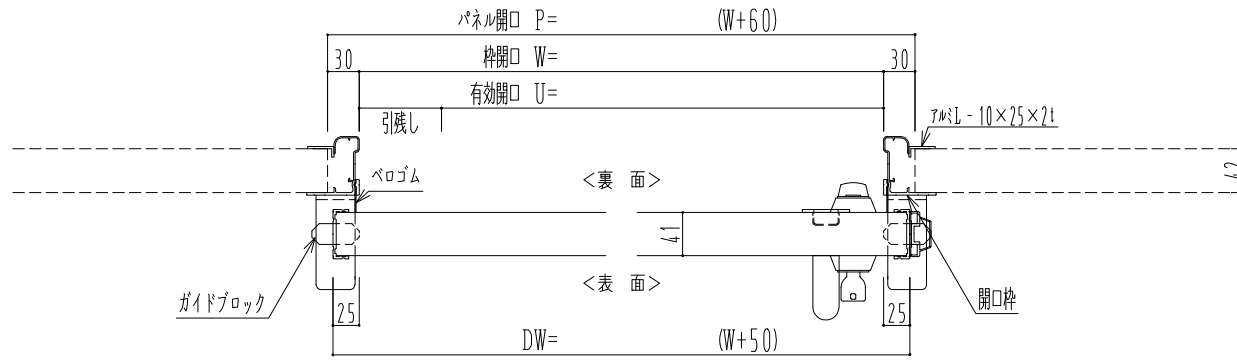 パネル開口 P= (W+60)
30 枠開口 W= 30
有効開口 U=
引残し
アルミL - 10×25×2t
ベロゴム
<裏 面>
41
<表 面>
ガイドブロック
開口枠
25 25
DW= (W+50)